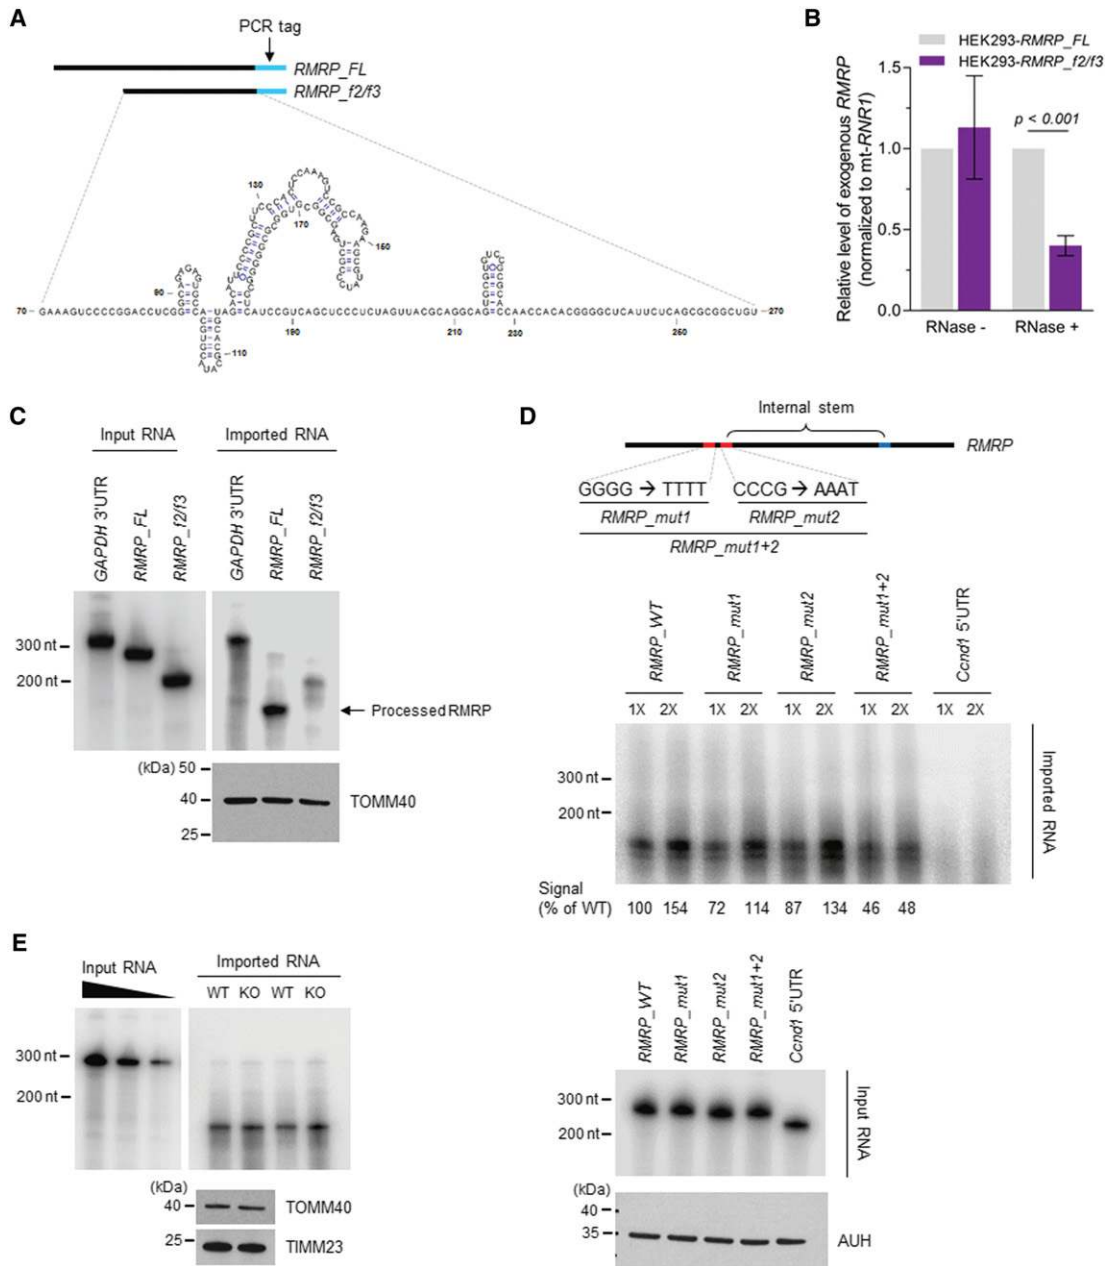 A
PCR tag
RMRP_FL
RMRP_f2/f3
130
170
150
90
110
70
GAAAGUCCCCGGACCUCGG
CAUCCGUCAGCUCCCUCUAGUUACGCAGGCAG
CCAACCACACGGGGCUCAUUCUCAGCGCGGCUGU
270
190
210
230
250
B
HEK293-RMRP_FL
HEK293-RMRP_f2/f3
Relative level of exogenous RMRP
(normalized to mt-RNR1)
1.5
1.0
0.5
0.0
p < 0.001
RNase -
RNase +
C
Input RNA
Imported RNA
GAPDH 3'UTR
RMRP_FL
RMRP_f2/f3
GAPDH 3'UTR
RMRP_FL
RMRP_f2/f3
300 nt
200 nt
Processed RMRP
(kDa) 50
40
25
TOMM40
D
Internal stem
RMRP
GGGG → TTTT
CCCG → AAAT
RMRP_mut1
RMRP_mut2
RMRP_mut1+2
RMRP_WT
RMRP_mut1
RMRP_mut2
RMRP_mut1+2
Ccnd1 5'UTR
1X 2X 1X 2X 1X 2X 1X 2X 1X 2X
300 nt
200 nt
Imported RNA
Signal
(% of WT) 100 154 72 114 87 134 46 48
RMRP_WT
RMRP_mut1
RMRP_mut2
RMRP_mut1+2
Ccnd1 5'UTR
300 nt
200 nt
Input RNA
(kDa)
40
35
AUH
E
Input RNA
Imported RNA
WT KO WT KO
300 nt
200 nt
(kDa)
40
TOMM40
25
TIMM23